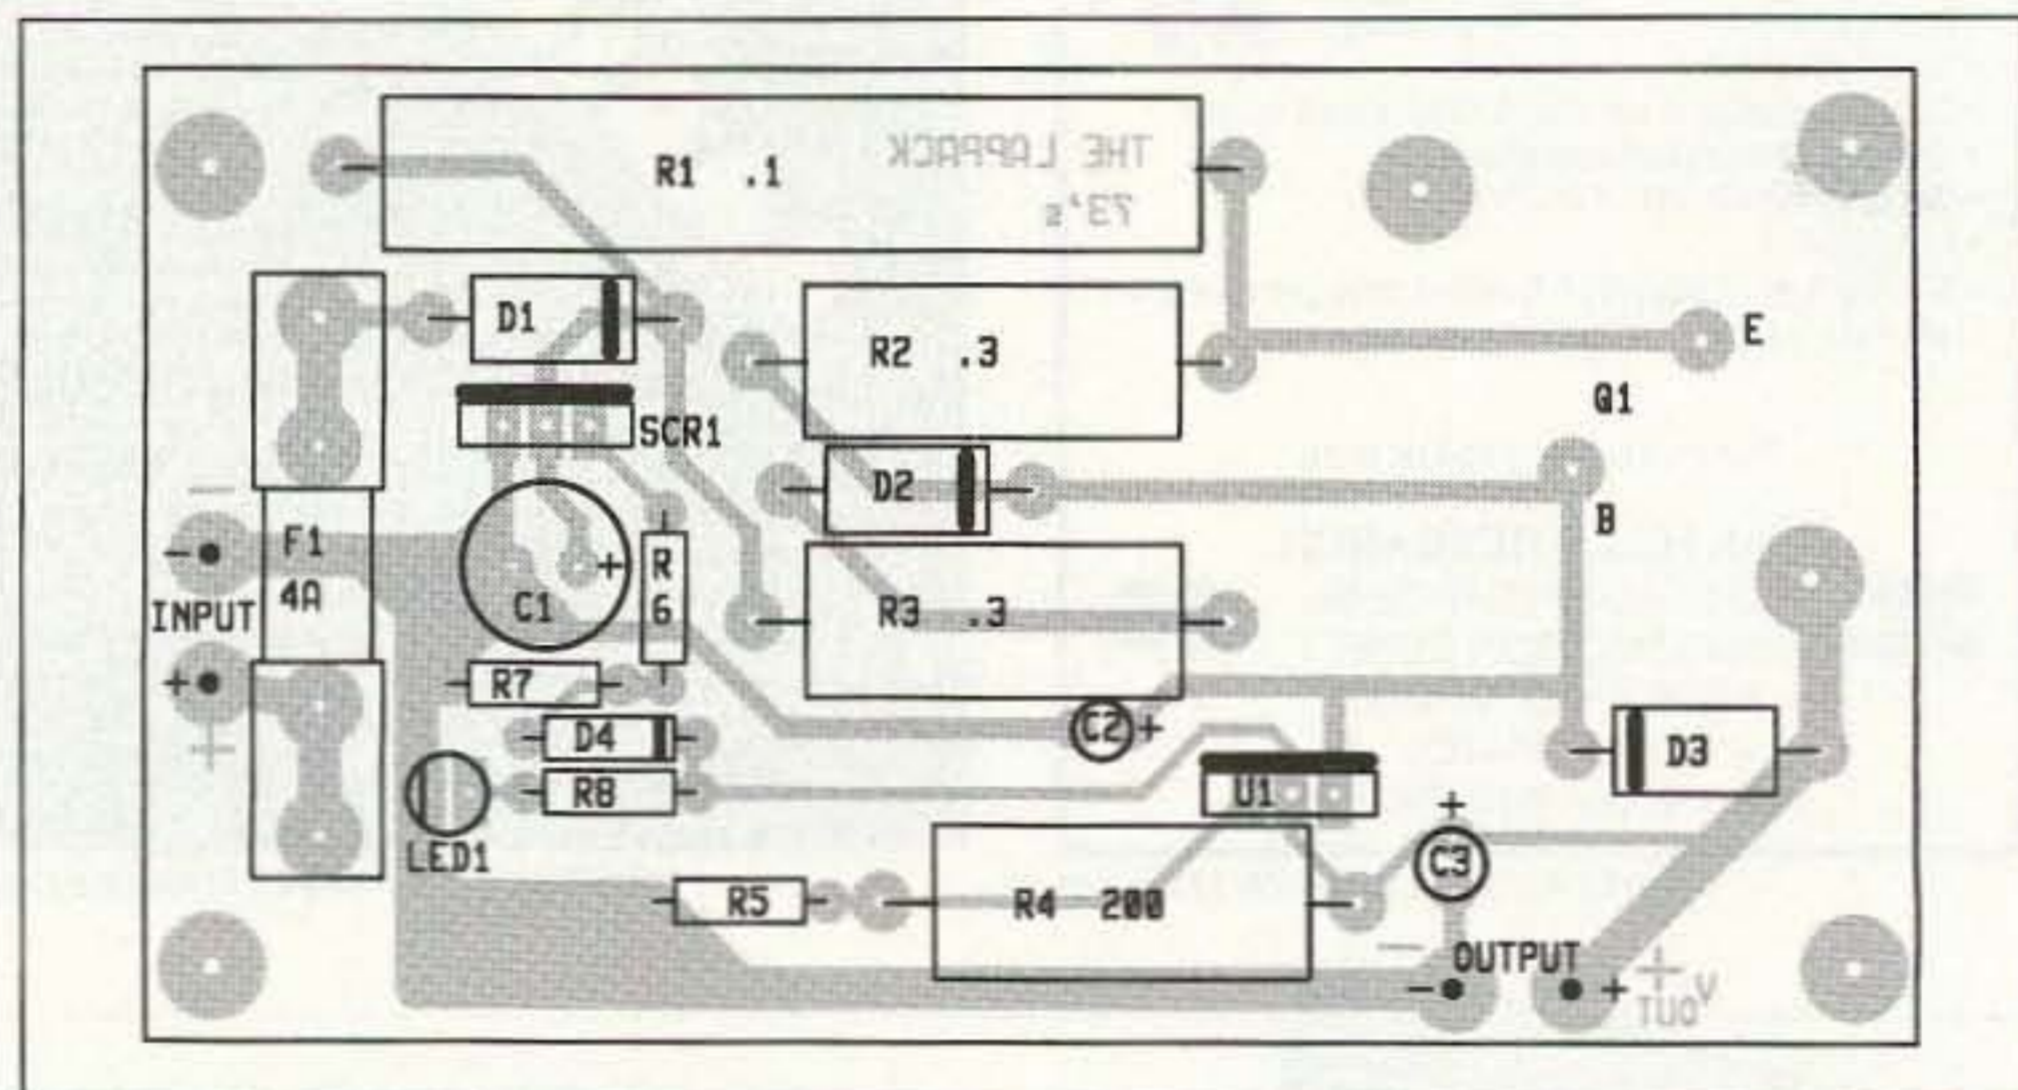 THE LAPPACK
R1 .1
73's
D1
R2 .3
E
Q1
SCR1
D2
B
-
F1
4A
+
R
6
C1
INPUT
R3 .3
+
R7
C2 +
D4
D3
R8
U1
+
LED1
C3
R5
R4 200
OUTPUT
- +
+ V
OUT